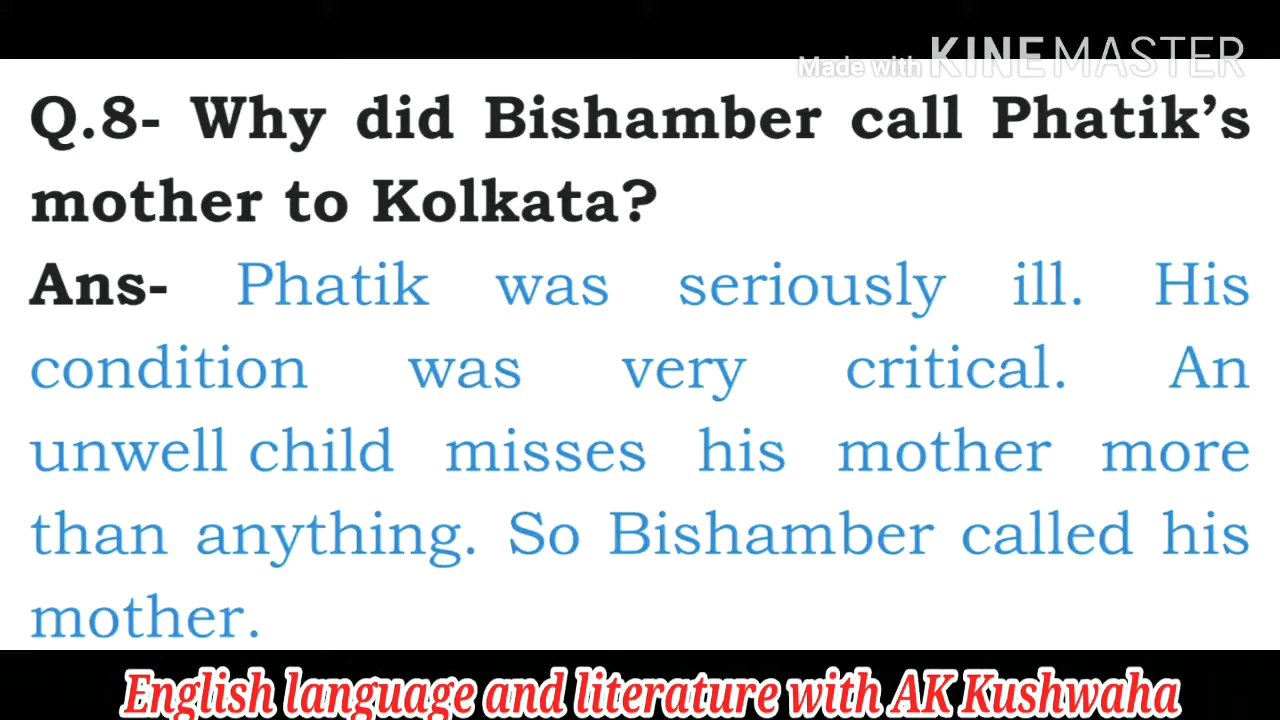 Made with KINEMASTER
Q.8- Why did Bishamber call Phatik’s
mother to Kolkata?
Ans- Phatik was seriously ill. His
condition was very critical. An
unwell child misses his mother more
than anything. So Bishamber called his
mother.
English language and literature with AK Kushwaha